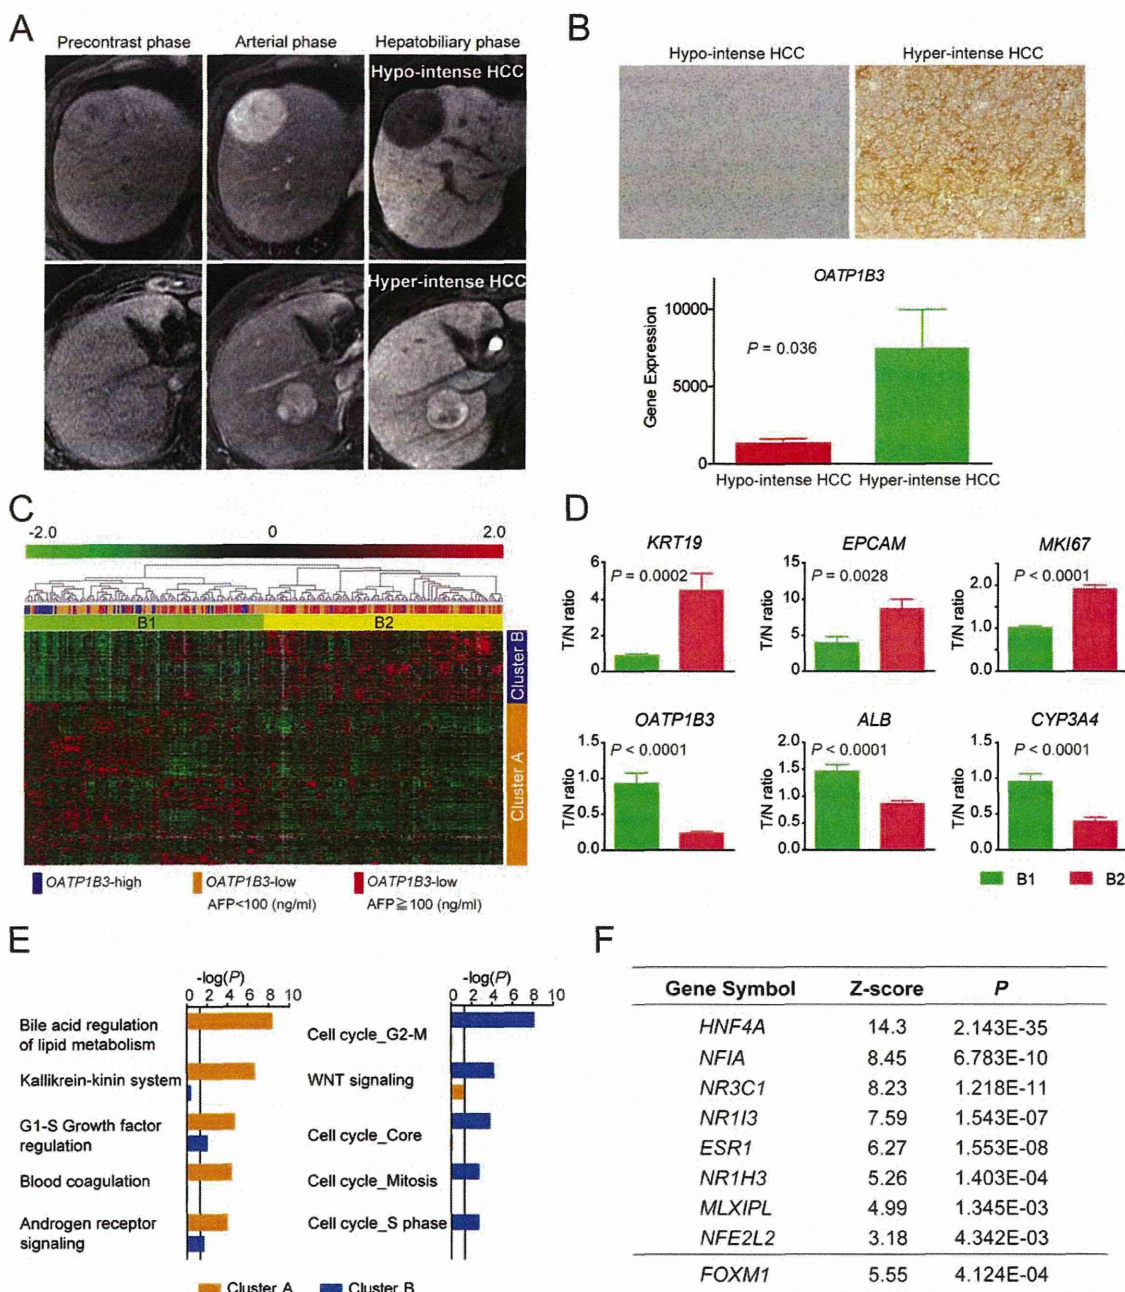 A
Precontrast phase
Arterial phase
Hepatobiliary phase
Hypo-intense HCC
Hyper-intense HCC
B
Hypo-intense HCC
Hyper-intense HCC
OATP1B3
Gene Expression
10000
5000
0
P = 0.036
Hypo-intense HCC
Hyper-intense HCC
C
-2.0
0
2.0
B1
B2
Cluster B
Cluster A
OATP1B3-high
OATP1B3-low
AFP<100 (ng/ml)
OATP1B3-low
AFP≧100 (ng/ml)
D
KRT19
T/N ratio
6
4
2
0
P = 0.0002
EPCAM
T/N ratio
15
10
5
0
P = 0.0028
MKI67
T/N ratio
2.0
1.0
0.0
P < 0.0001
OATP1B3
T/N ratio
1.5
1.0
0.5
0.0
P < 0.0001
ALB
T/N ratio
2.0
1.5
1.0
0.5
0.0
P < 0.0001
CYP3A4
T/N ratio
1.5
1.0
0.5
0.0
P < 0.0001
B1
B2
E
-log(P)
0 2 4 6 8 10
Bile acid regulation
of lipid metabolism
Kallikrein-kinin system
G1-S Growth factor
regulation
Blood coagulation
Androgen receptor
signaling
-log(P)
0 2 4 6 8 10
Cell cycle_G2-M
WNT signaling
Cell cycle_Core
Cell cycle_Mitosis
Cell cycle_S phase
Cluster A
Cluster B
F
Gene Symbol Z-score P
HNF4A 14.3 2.143E-35
NFIA 8.45 6.783E-10
NR3C1 8.23 1.218E-11
NR1I3 7.59 1.543E-07
ESR1 6.27 1.553E-08
NR1H3 5.26 1.403E-04
MLXIPL 4.99 1.345E-03
NFE2L2 3.18 4.342E-03
FOXM1 5.55 4.124E-04